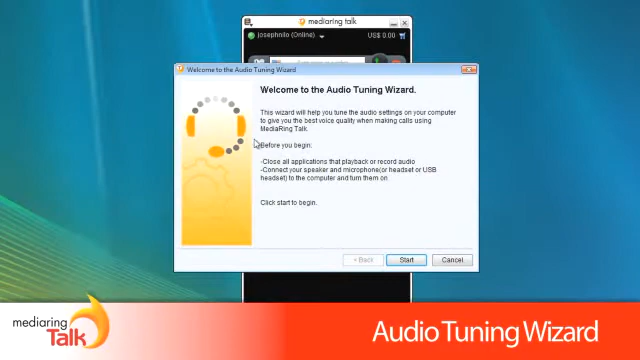 mediaring talk
josephnilo (Online)
US$ 0.00
Welcome to the Audio Tuning Wizard
Welcome to the Audio Tuning Wizard.
This wizard will help you tune the audio settings on your computer
to give you the best voice quality when making calls using
MediaRing Talk.
Before you begin:
-Close all applications that playback or record audio
-Connect your speaker and microphone(or headset or USB
headset) to the computer and turn them on
Click start to begin.
< Back
Start
Cancel
mediaring
Talk
Audio Tuning Wizard